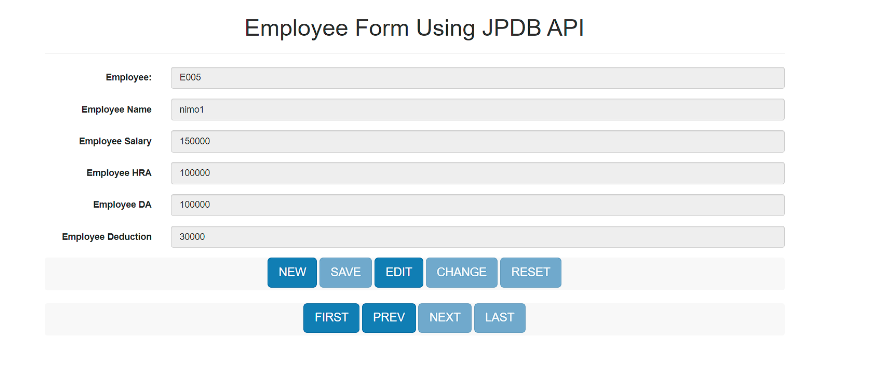 Employee Form Using JPDB API
Employee: E005
Employee Name nimo1
Employee Salary 150000
Employee HRA 100000
Employee DA 100000
Employee Deduction 30000
NEW SAVE EDIT CHANGE RESET
FIRST PREV NEXT LAST